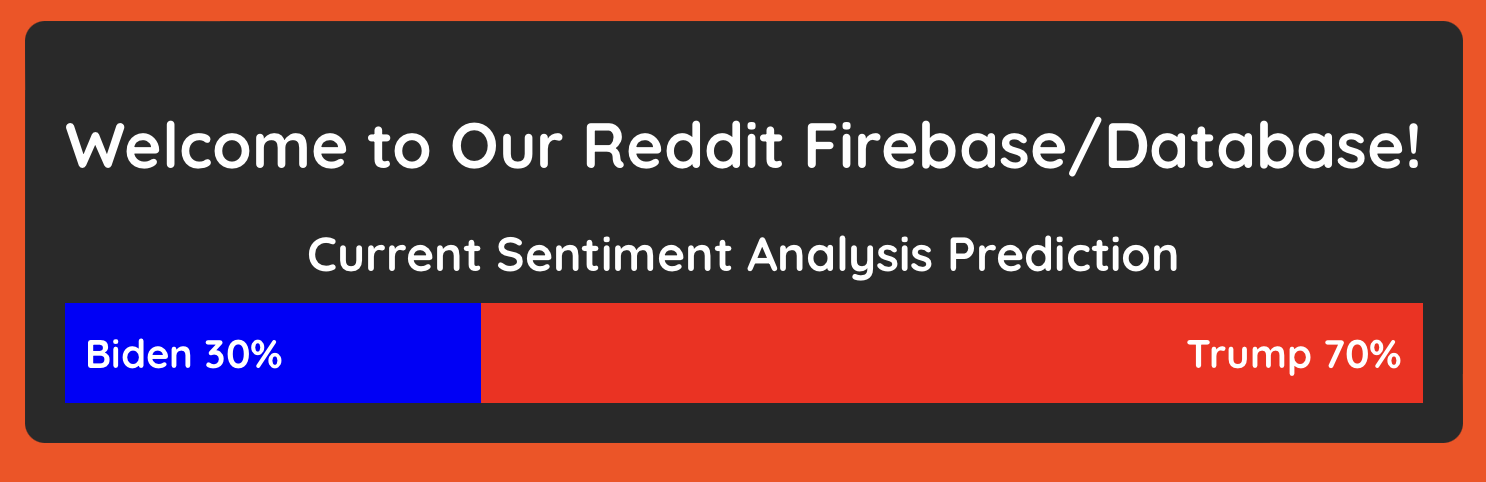 Welcome to Our Reddit Firebase/Database!
Current Sentiment Analysis Prediction
Biden 30% Trump 70%